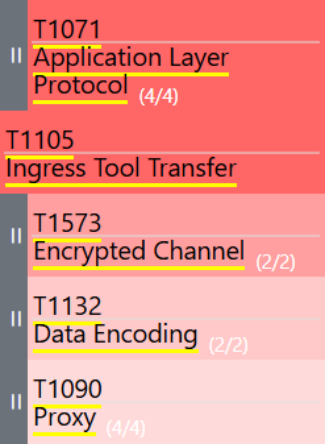 T1071
Application Layer
Protocol (4/4)
T1105
Ingress Tool Transfer
T1573
Encrypted Channel (2/2)
T1132
Data Encoding (2/2)
T1090
Proxy (4/4)